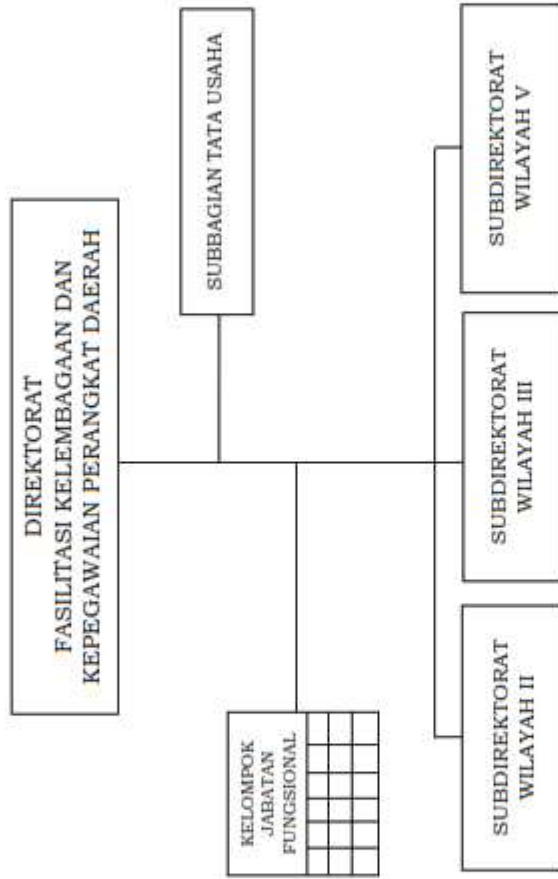 DIREKTORAT
FASILITASI KELEMBAGAAN DAN
KEPEGAWAIAN PERANGKAT DAERAH
SUBBAGIAN TATA USAHA
KELOMPOK
JABATAN
FUNGSIONAL
SUBDIREKTORAT
WILAYAH II
SUBDIREKTORAT
WILAYAH III
SUBDIREKTORAT
WILAYAH V